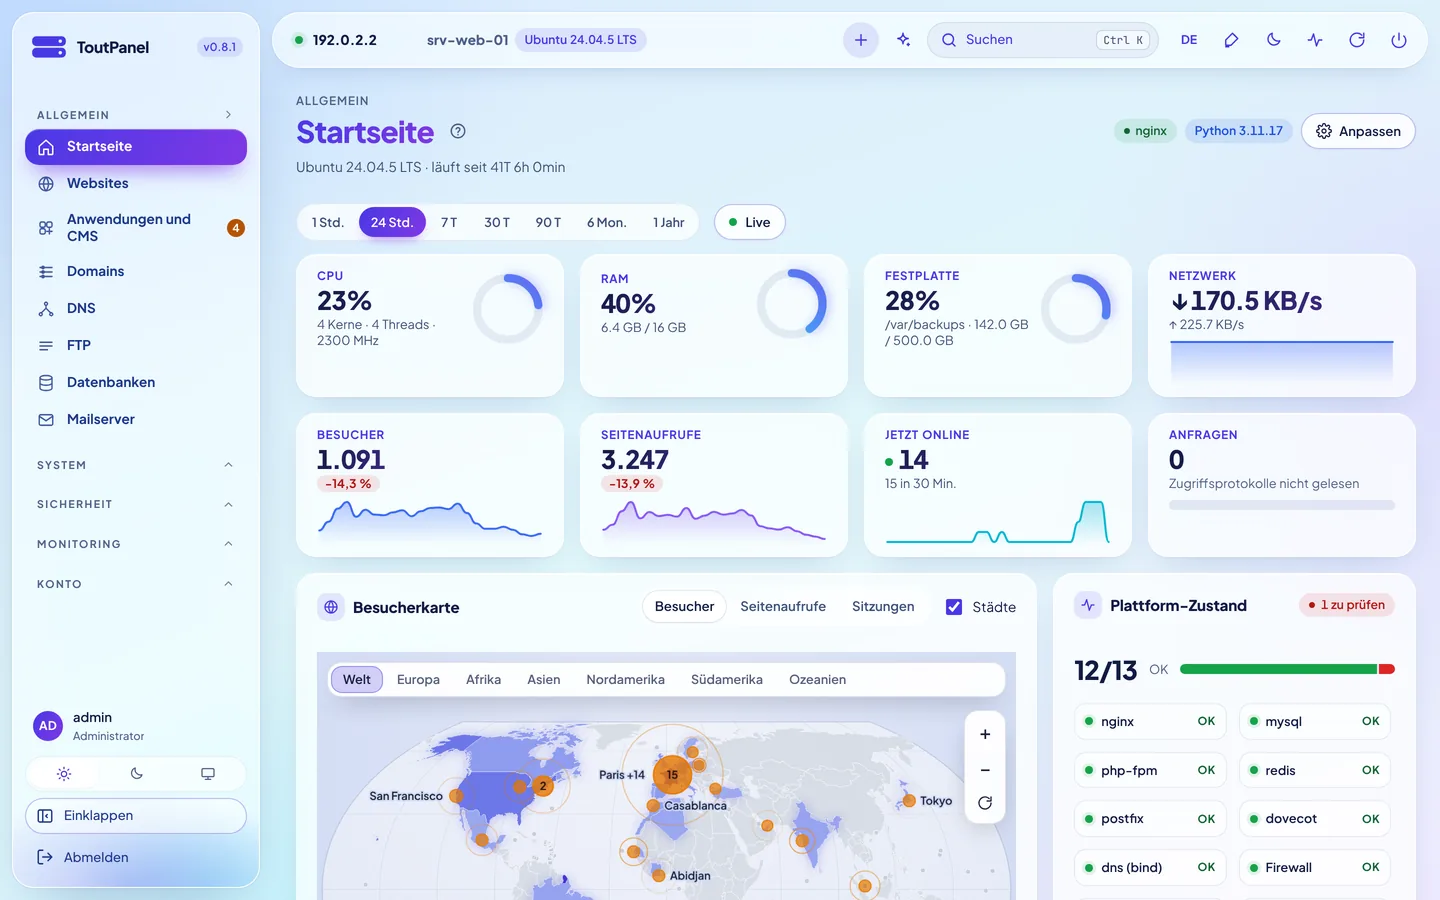 ToutPanel
v0.8.1
ALLGEMEIN
Startseite
Websites
Anwendungen und
CMS
4
Domains
DNS
FTP
Datenbanken
Mailserver
SYSTEM
SICHERHEIT
MONITORING
KONTO
AD
admin
Administrator
Einklappen
Abmelden
192.0.2.2
srv-web-01
Ubuntu 24.04.5 LTS
Suchen
Ctrl K
DE
ALLGEMEIN
Startseite
Ubuntu 24.04.5 LTS · läuft seit 41T 6h 0min
nginx
Python 3.11.17
Anpassen
1 Std.
24 Std.
7 T
30 T
90 T
6 Mon.
1 Jahr
Live
CPU
23%
4 Kerne · 4 Threads ·
2300 MHz
RAM
40%
6.4 GB / 16 GB
FESTPLATTE
28%
/var/backups · 142.0 GB
/ 500.0 GB
NETZWERK
↓170.5 KB/s
↑ 225.7 KB/s
BESUCHER
1.091
-14,3 %
SEITENAUFRUFE
3.247
-13,9 %
JETZT ONLINE
14
15 in 30 Min.
ANFRAGEN
0
Zugriffsprotokolle nicht gelesen
Besucherkarte
Besucher
Seitenaufrufe
Sitzungen
Städte
Welt
Europa
Afrika
Asien
Nordamerika
Südamerika
Ozeanien
+
−
Paris +14
15
2
San Francisco
Casablanca
Tokyo
Abidjan
Plattform-Zustand
1 zu prüfen
12/13
OK
nginx OK
mysql OK
php-fpm OK
redis OK
postfix OK
dovecot OK
dns (bind) OK
Firewall OK